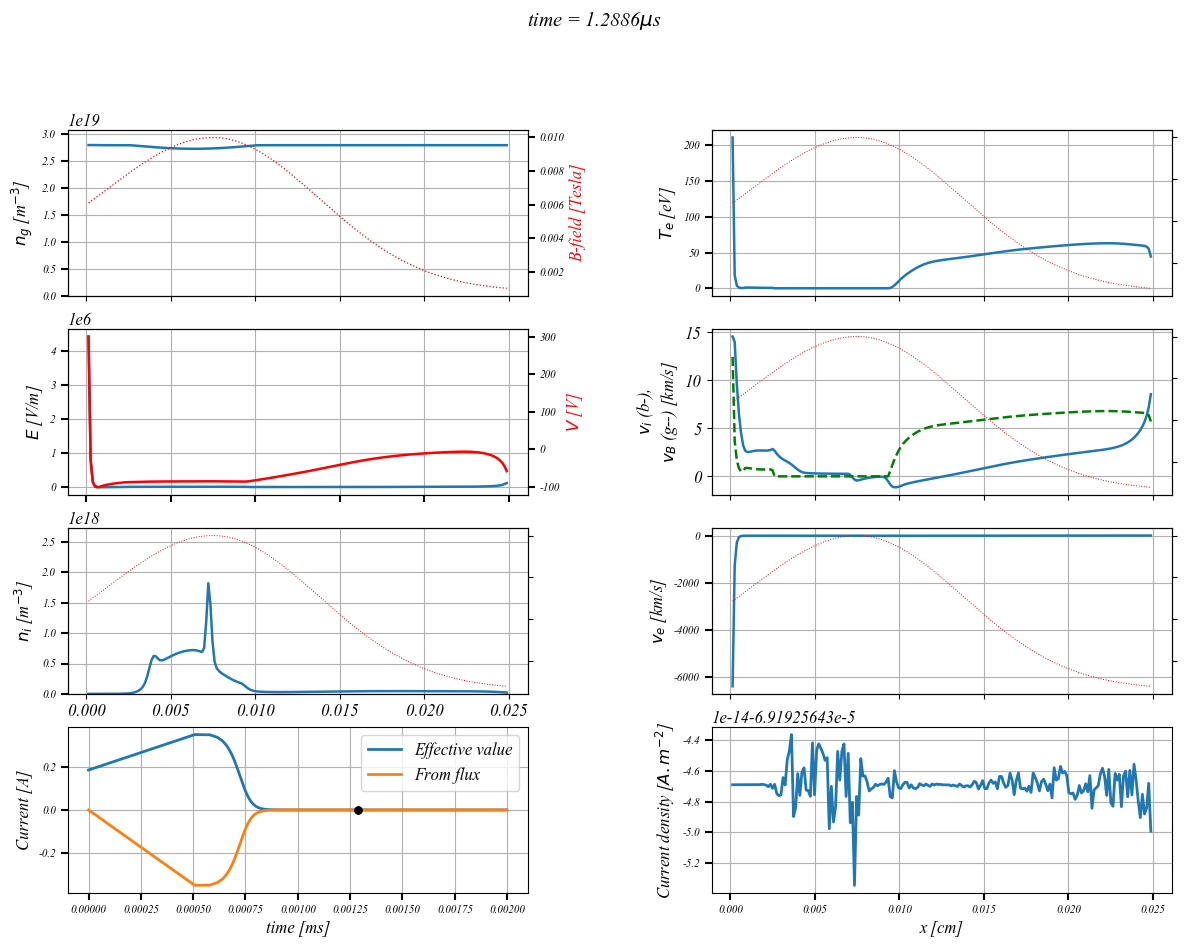 time = 1.2886μs
1e19
3.0
2.5
2.0
1.5
1.0
0.5
0.0
n_g [m^{-3}]
0.010
0.008
0.006
0.004
0.002
B-field [Tesla]
200
150
100
50
0
T_e [eV]
1e6
4
3
2
1
0
E [V/m]
300
200
100
0
-100
V [V]
15
10
5
0
v_i (b-),
v_B (g--) [km/s]
1e18
2.5
2.0
1.5
1.0
0.5
0.0
n_i [m^{-3}]
0.000 0.005 0.010 0.015 0.020 0.025
0
-2000
-4000
-6000
v_e [km/s]
0.2
0.0
-0.2
Current [A]
Effective value
From flux
0.00000 0.00025 0.00050 0.00075 0.00100 0.00125 0.00150 0.00175 0.00200
time [ms]
1e-14-6.91925643e-5
-4.4
-4.6
-4.8
-5.0
-5.2
Current density [A.m^{-2}]
0.000 0.005 0.010 0.015 0.020 0.025
x [cm]